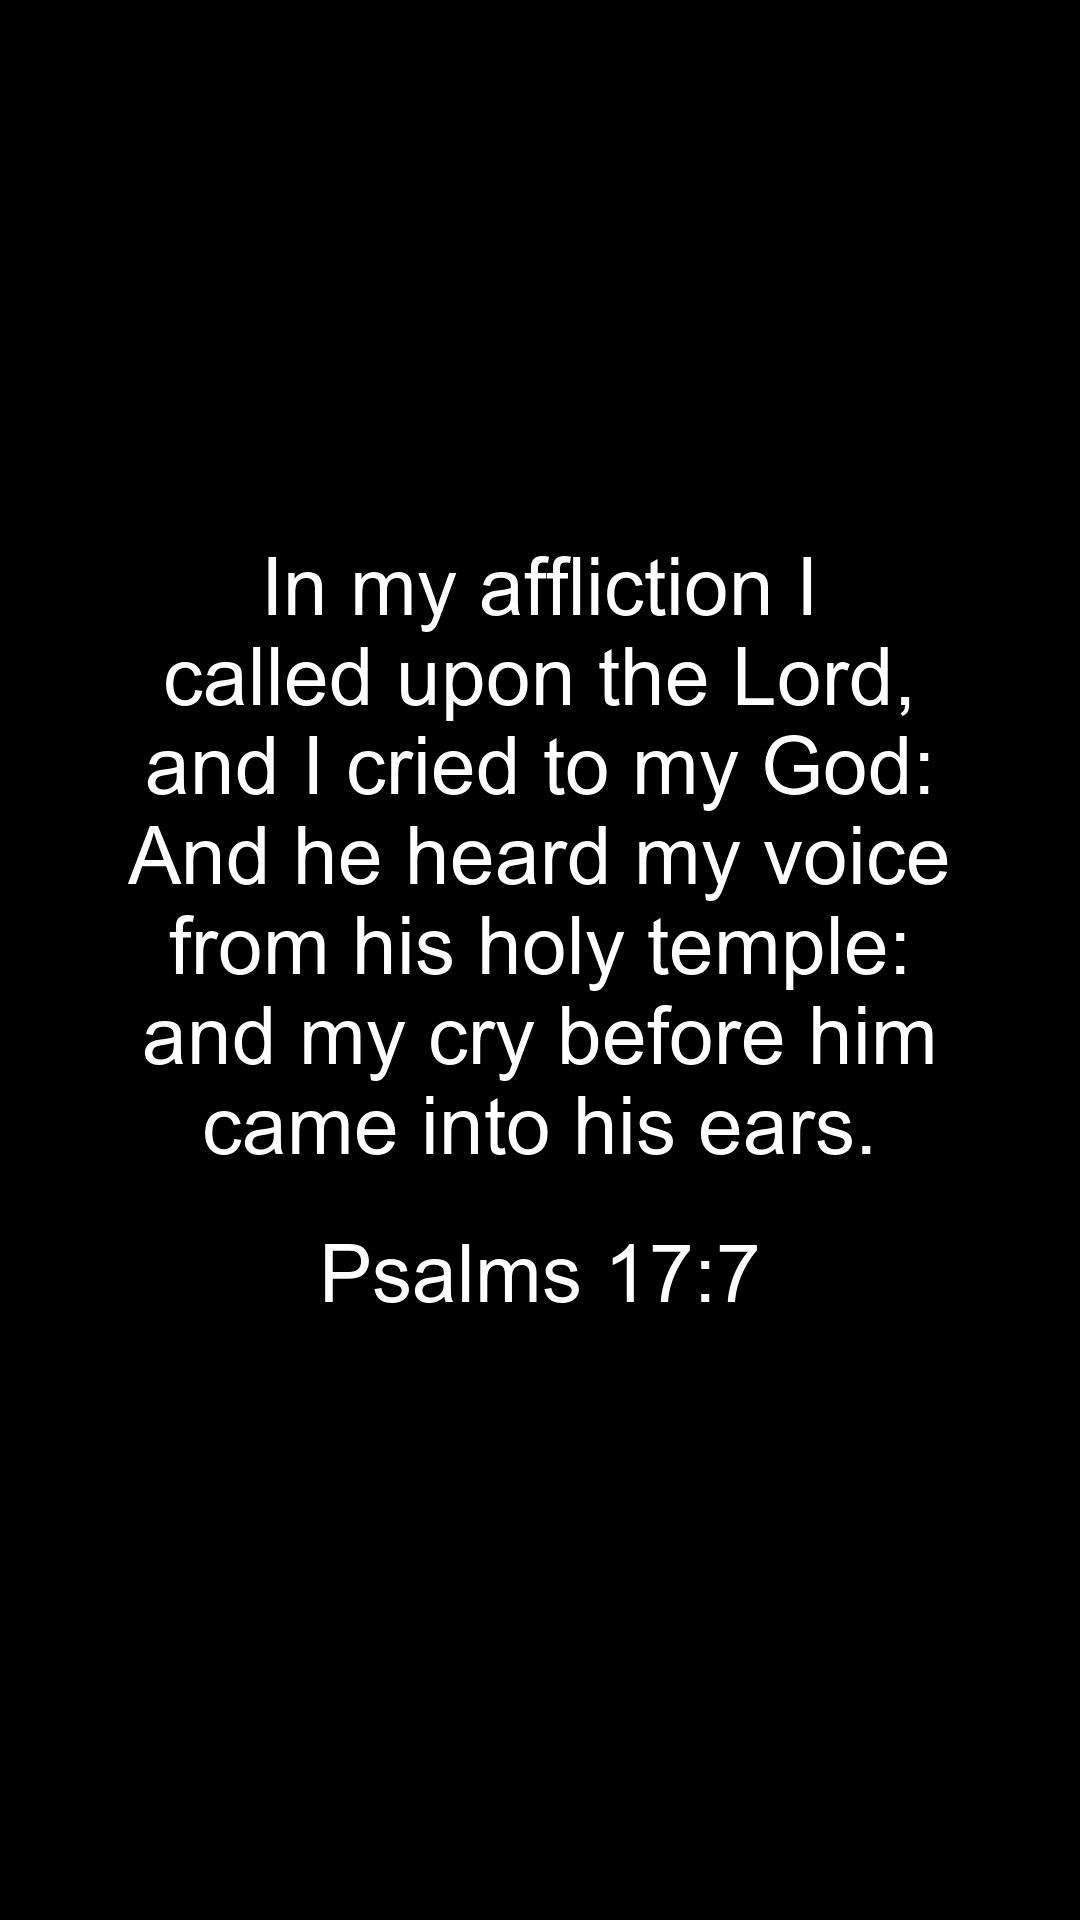 In my affliction I
called upon the Lord,
and I cried to my God:
And he heard my voice
from his holy temple:
and my cry before him
came into his ears.
Psalms 17:7